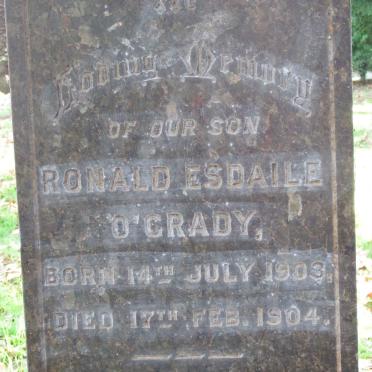 Loving Memory
OF OUR SON
RONALD ESDAILE
O'GRADY,
BORN 14TH JULY 1903,
DIED 17TH FEB. 1904.